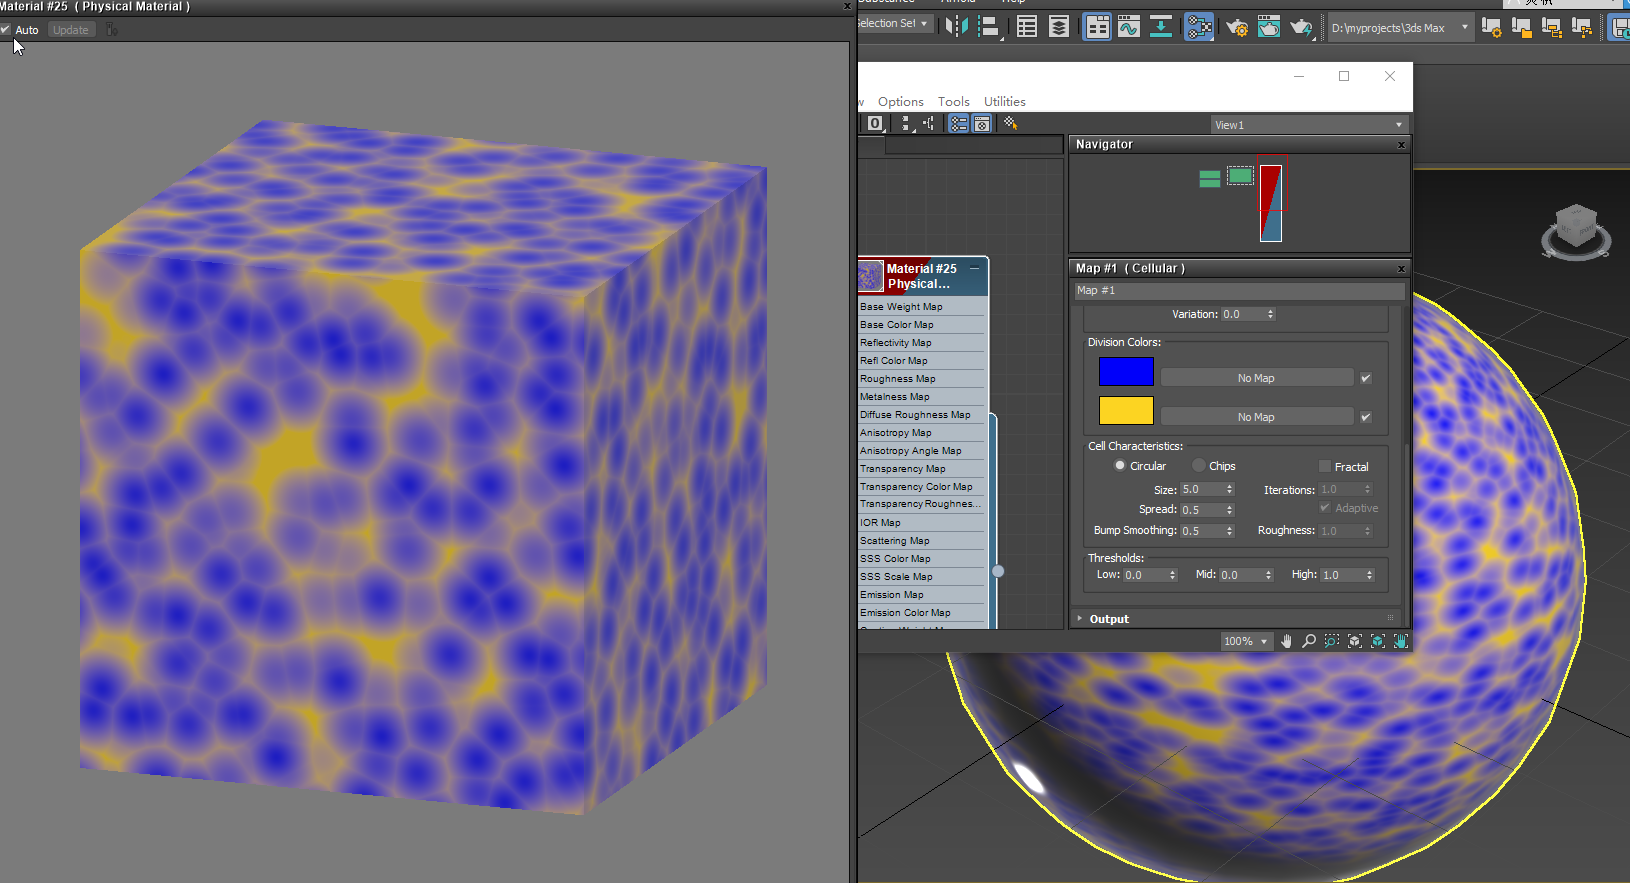 Material #25  ( Physical Material )
Auto
Update
Selection Set
D:\myprojects\3ds Max
Options
Tools
Utilities
View1
Navigator
Material #25
Physical...
Base Weight Map
Base Color Map
Reflectivity Map
Refl Color Map
Roughness Map
Metalness Map
Diffuse Roughness Map
Anisotropy Map
Anisotropy Angle Map
Transparency Map
Transparency Color Map
Transparency Roughnes...
IOR Map
Scattering Map
SSS Color Map
SSS Scale Map
Emission Map
Emission Color Map
Map #1  ( Cellular )
Map #1
Variation: 0.0
Division Colors:
No Map
No Map
Cell Characteristics:
Circular
Chips
Fractal
Size: 5.0
Iterations: 1.0
Spread: 0.5
Adaptive
Bump Smoothing: 0.5
Roughness: 1.0
Thresholds:
Low: 0.0
Mid: 0.0
High: 1.0
Output
100%